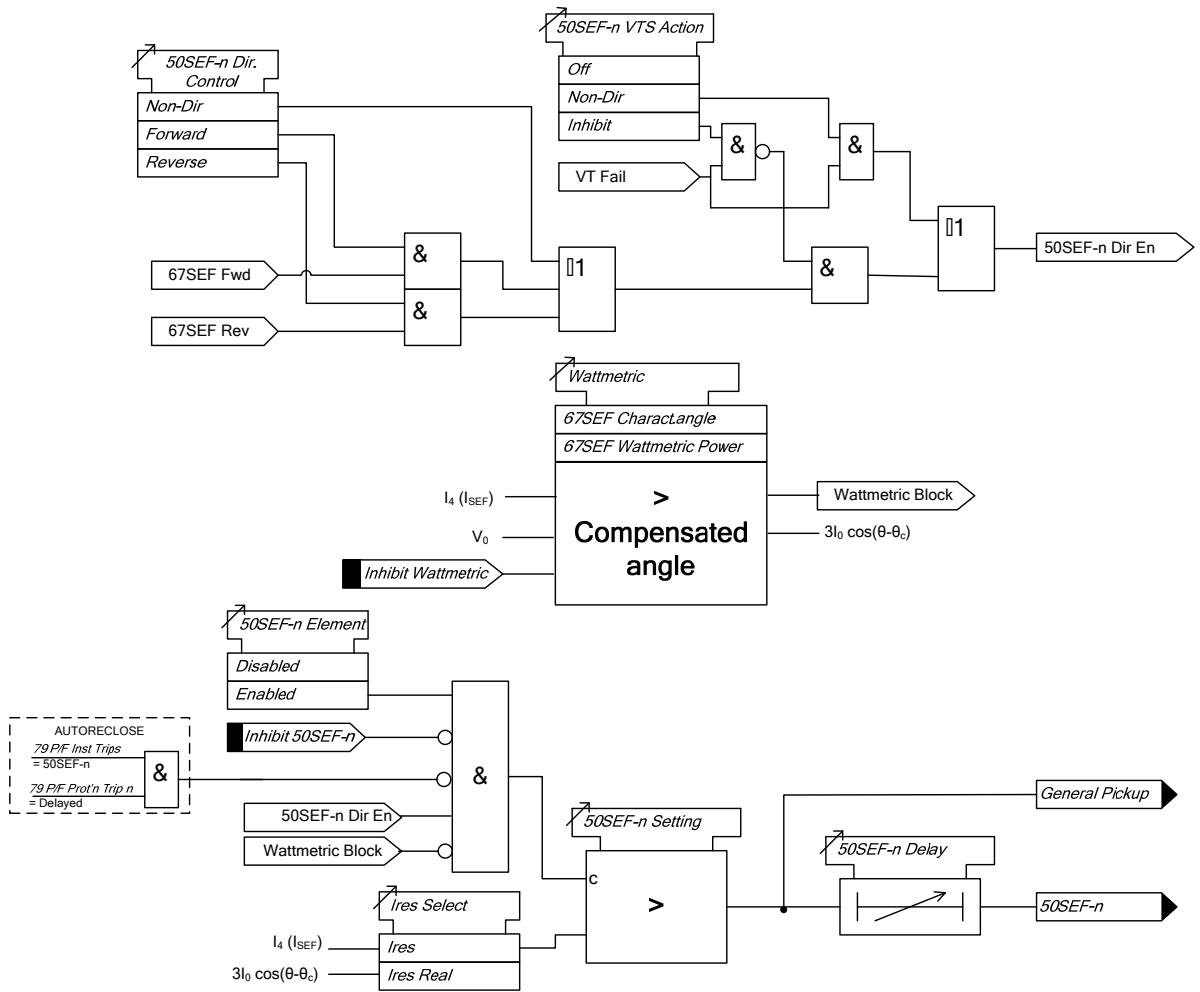 50SEF-n VTS Action
Off
Non-Dir
Inhibit
VT Fail
50SEF-n Dir.
Control
Non-Dir
Forward
Reverse
67SEF Fwd
67SEF Rev
&
&
&
&
&
▯1
▯1
50SEF-n Dir En
Wattmetric
67SEF Charact.angle
67SEF Wattmetric Power
I₄ (I_SEF)
V₀
Inhibit Wattmetric
>
Compensated
angle
Wattmetric Block
3I₀ cos(θ-θ_c)
50SEF-n Element
Disabled
Enabled
Inhibit 50SEF-n
AUTORECLOSE
79 P/F Inst Trips
= 50SEF-n
79 P/F Prot'n Trip n
= Delayed
&
50SEF-n Dir En
Wattmetric Block
&
Ires Select
Ires
Ires Real
I₄ (I_SEF)
3I₀ cos(θ-θ_c)
50SEF-n Setting
c
>
General Pickup
50SEF-n Delay
50SEF-n